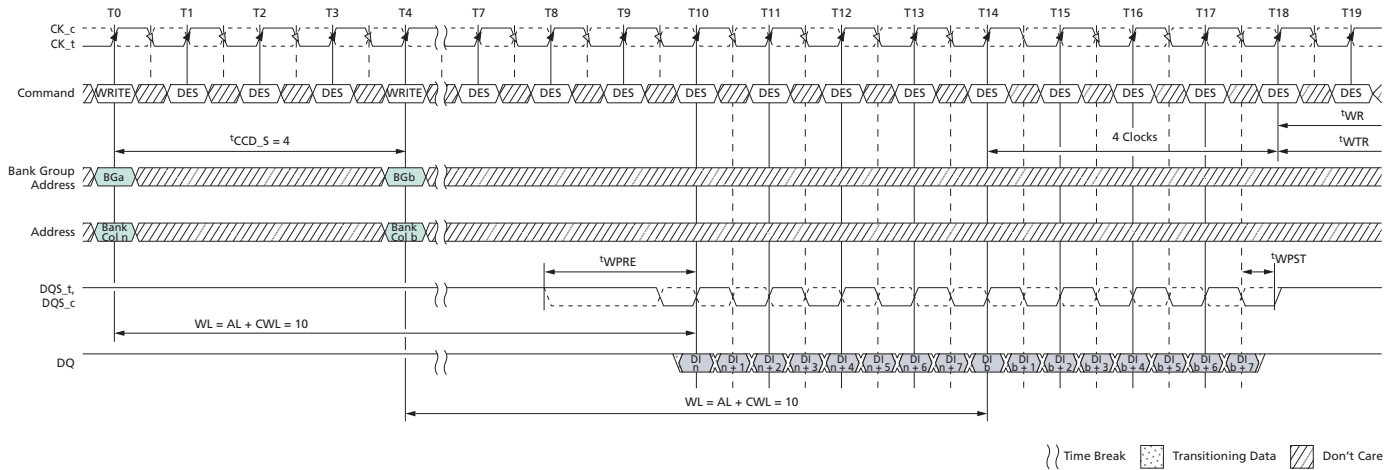 T0 T1 T2 T3 T4 T7 T8 T9 T10 T11 T12 T13 T14 T15 T16 T17 T18 T19
CK_c
CK_t
Command WRITE DES DES DES WRITE DES DES DES DES DES DES DES DES DES DES DES DES DES
tWR
tCCD_S = 4 4 Clocks tWTR
Bank Group
Address BGa BGb
Address Bank
Col n Bank
Col b
tWPRE tWPST
DQS_t,
DQS_c
WL = AL + CWL = 10
DQ DI
n DI
n + 1 DI
n + 2 DI
n + 3 DI
n + 4 DI
n + 5 DI
n + 6 DI
n + 7 DI
b DI
b + 1 DI
b + 2 DI
b + 3 DI
b + 4 DI
b + 5 DI
b + 6 DI
b + 7
WL = AL + CWL = 10
Time Break Transitioning Data Don't Care